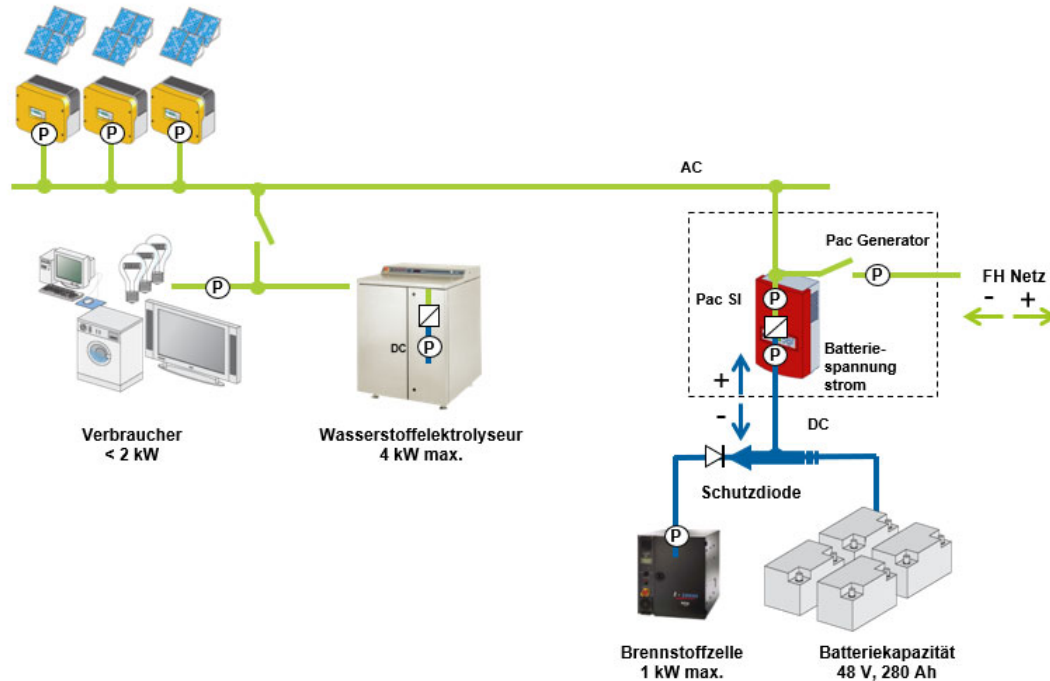 P
P
P
AC
Pac Generator
P
FH Netz
- +
P
Pac SI
P
DC
P
P
Batterie-
spannung
strom
+
-
Verbraucher
< 2 kW
Wasserstoffelektrolyseur
4 kW max.
DC
Schutzdiode
P
Brennstoffzelle
1 kW max.
Batteriekapazität
48 V, 280 Ah